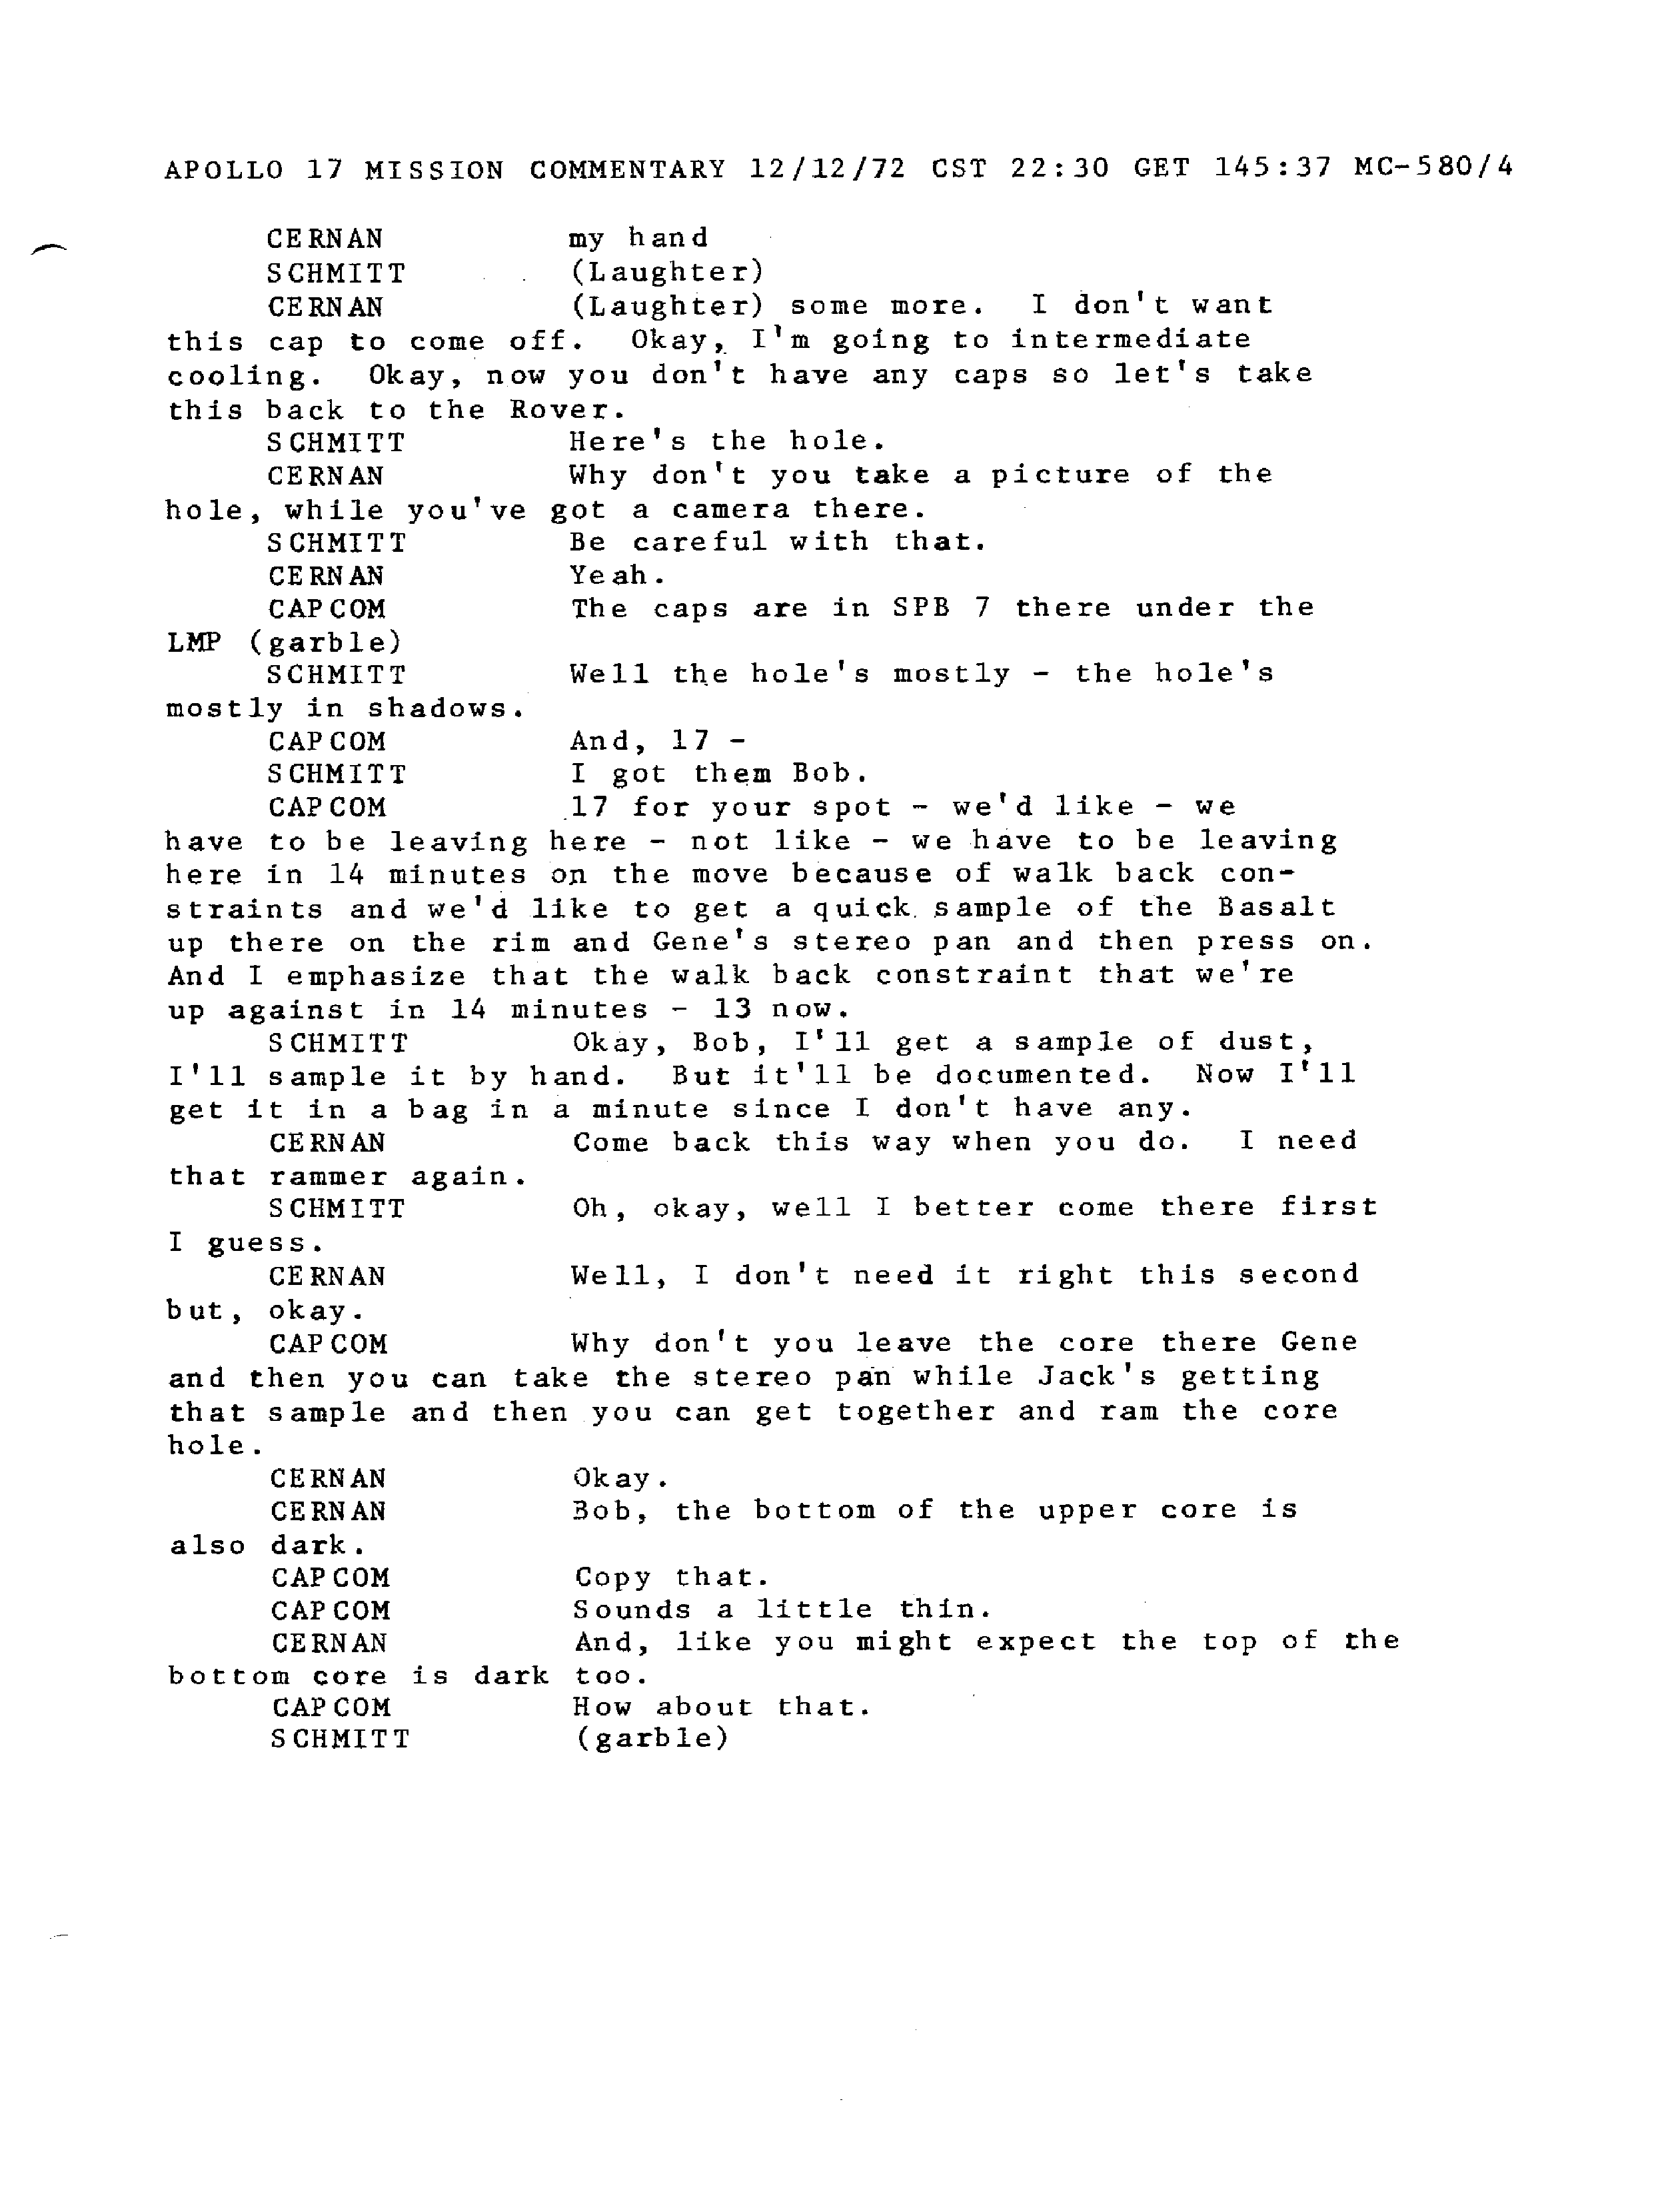 APOLLO 17 MISSION COMMENTARY 12/12/72 CST 22:30 GET 145:37 MC-580/4
CERNAN my hand
SCHMITT (Laughter)
CERNAN (Laughter) some more. I don't want
this cap to come off. Okay, I'm going to intermediate
cooling. Okay, now you don't have any caps so let's take
this back to the Rover.
SCHMITT Here's the hole.
CERNAN Why don't you take a picture of the
hole, while you've got a camera there.
SCHMITT Be careful with that.
CERNAN Yeah.
CAPCOM The caps are in SPB 7 there under the
LMP (garble)
SCHMITT Well the hole's mostly - the hole's
mostly in shadows.
CAPCOM And, 17 -
SCHMITT I got them Bob.
CAPCOM 17 for your spot - we'd like - we
have to be leaving here - not like - we have to be leaving
here in 14 minutes on the move because of walk back con-
straints and we'd like to get a quick sample of the Basalt
up there on the rim and Gene's stereo pan and then press on.
And I emphasize that the walk back constraint that we're
up against in 14 minutes - 13 now.
SCHMITT Okay, Bob, I'll get a sample of dust,
I'll sample it by hand. But it'll be documented. Now I'll
get it in a bag in a minute since I don't have any.
CERNAN Come back this way when you do. I need
that rammer again.
SCHMITT Oh, okay, well I better come there first
I guess.
CERNAN Well, I don't need it right this second
but, okay.
CAPCOM Why don't you leave the core there Gene
and then you can take the stereo pan while Jack's getting
that sample and then you can get together and ram the core
hole.
CERNAN Okay.
CERNAN Bob, the bottom of the upper core is
also dark.
CAPCOM Copy that.
CAPCOM Sounds a little thin.
CERNAN And, like you might expect the top of the
bottom core is dark too.
CAPCOM How about that.
SCHMITT (garble)